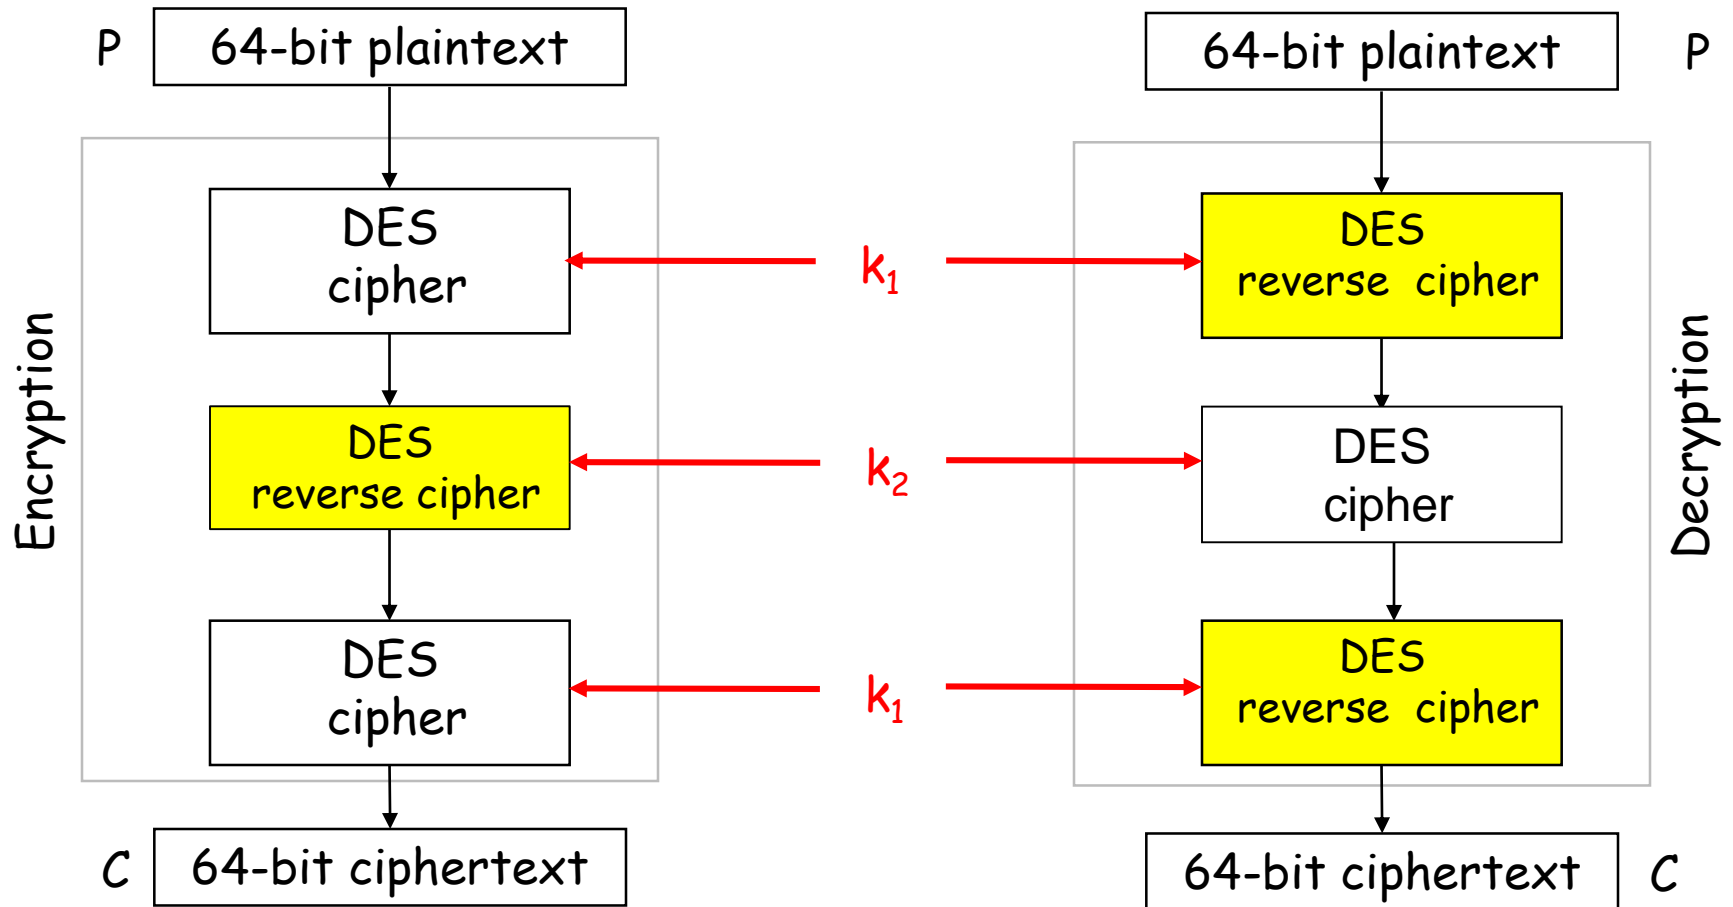 P
64-bit plaintext
64-bit plaintext
P
Encryption
DES
cipher
k₁
DES
reverse cipher
Decryption
DES
reverse cipher
k₂
DES
cipher
DES
cipher
k₁
DES
reverse cipher
C
64-bit ciphertext
64-bit ciphertext
C